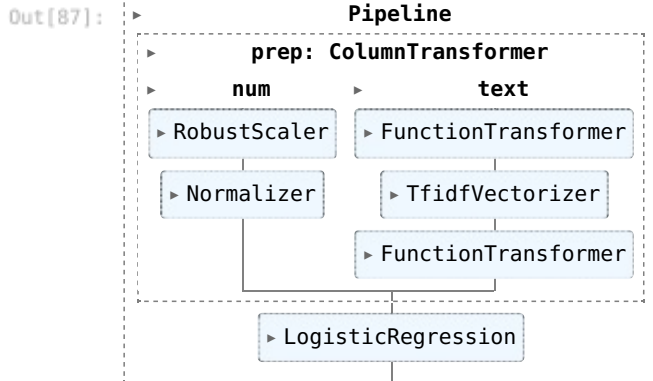 Out[87]:
▸ Pipeline
▸ prep: ColumnTransformer
▸ num ▸ text
▸ RobustScaler ▸ FunctionTransformer
▸ Normalizer ▸ TfidfVectorizer
▸ FunctionTransformer
▸ LogisticRegression